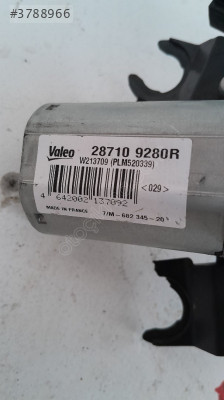 #3788966
Valeo 28710 9280R
W213709 (PLM520339)
<029>
4 642002 137092
MADE IN FRANCE T/M-682 345-20